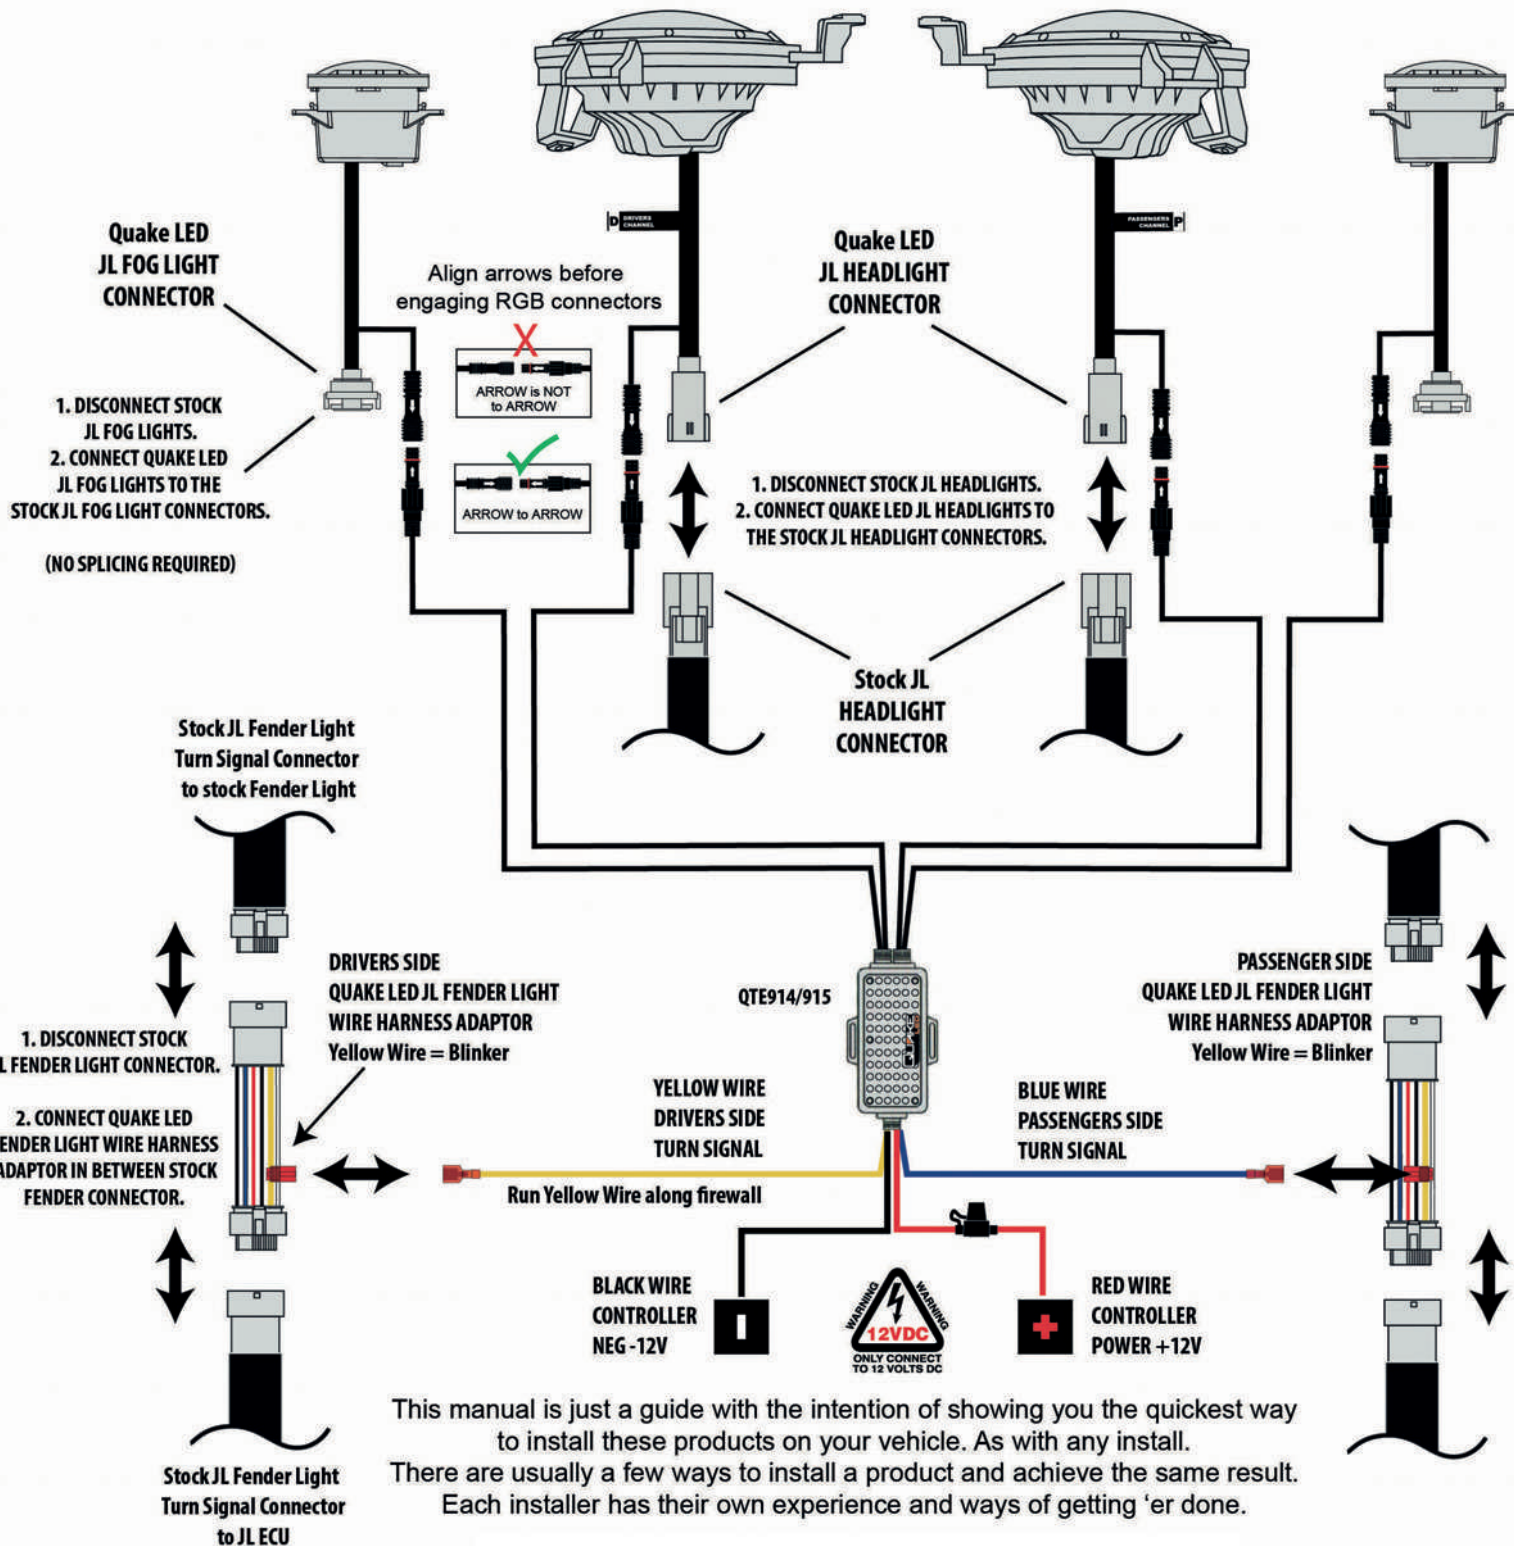 D DRIVERS
CHANNEL
PASSENGERS P
CHANNEL
Quake LED
JL FOG LIGHT
CONNECTOR
Align arrows before
engaging RGB connectors
X
ARROW is NOT
to ARROW
ARROW to ARROW
Quake LED
JL HEADLIGHT
CONNECTOR
1. DISCONNECT STOCK
JL FOG LIGHTS.
2. CONNECT QUAKE LED
JL FOG LIGHTS TO THE
STOCK JL FOG LIGHT CONNECTORS.
(NO SPLICING REQUIRED)
1. DISCONNECT STOCK JL HEADLIGHTS.
2. CONNECT QUAKE LED JL HEADLIGHTS TO
THE STOCK JL HEADLIGHT CONNECTORS.
Stock JL
HEADLIGHT
CONNECTOR
Stock JL Fender Light
Turn Signal Connector
to stock Fender Light
DRIVERS SIDE
QUAKE LED JL FENDER LIGHT
WIRE HARNESS ADAPTOR
Yellow Wire = Blinker
QTE914/915
PASSENGER SIDE
QUAKE LED JL FENDER LIGHT
WIRE HARNESS ADAPTOR
Yellow Wire = Blinker
1. DISCONNECT STOCK
L FENDER LIGHT CONNECTOR.
2. CONNECT QUAKE LED
ENDER LIGHT WIRE HARNESS
ADAPTOR IN BETWEEN STOCK
FENDER CONNECTOR.
YELLOW WIRE
DRIVERS SIDE
TURN SIGNAL
BLUE WIRE
PASSENGERS SIDE
TURN SIGNAL
Run Yellow Wire along firewall
BLACK WIRE
CONTROLLER
NEG -12V
WARNING
WARNING
12VDC
ONLY CONNECT
TO 12 VOLTS DC
RED WIRE
CONTROLLER
POWER +12V
This manual is just a guide with the intention of showing you the quickest way
to install these products on your vehicle. As with any install.
There are usually a few ways to install a product and achieve the same result.
Each installer has their own experience and ways of getting ‘er done.
Stock JL Fender Light
Turn Signal Connector
to JL ECU